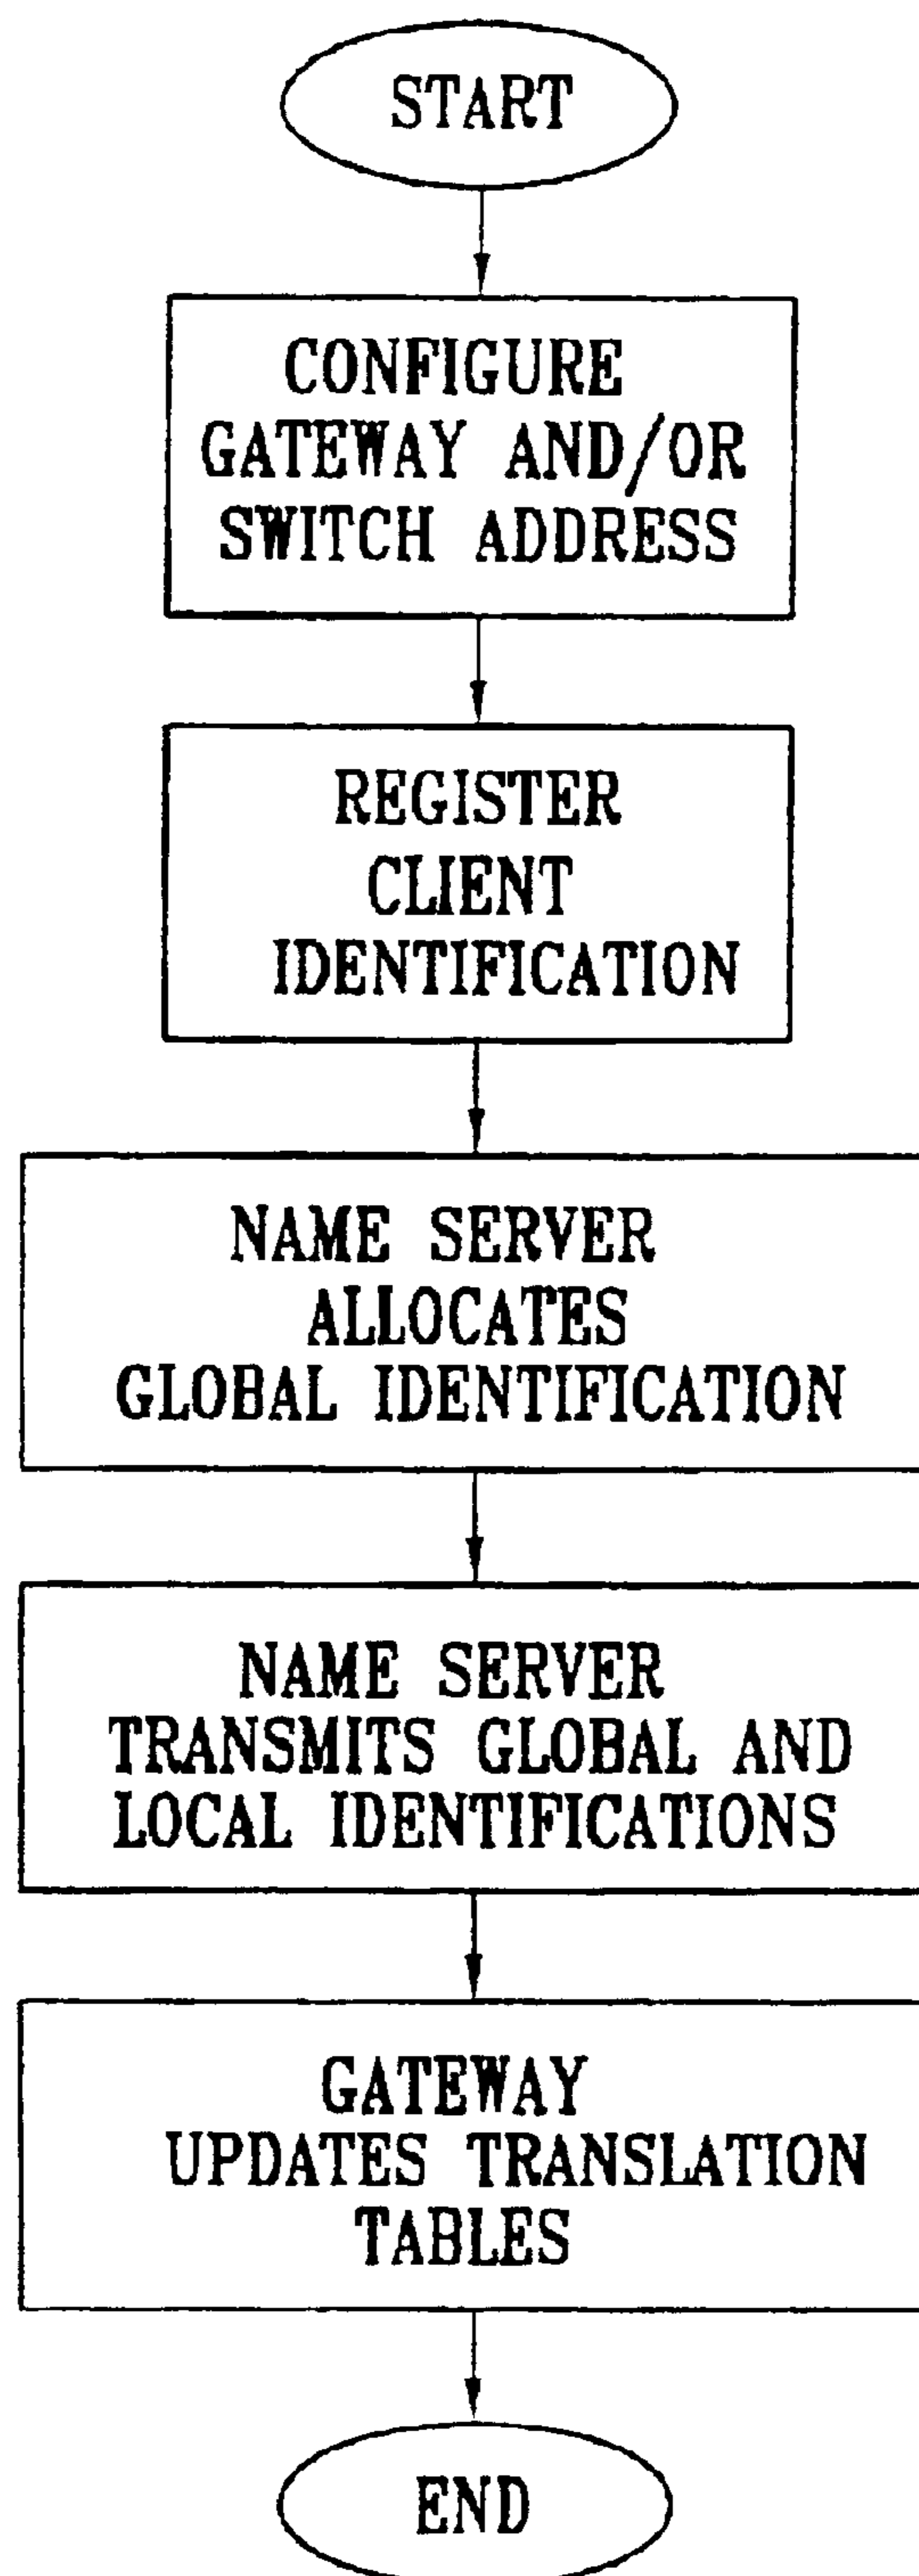 START
CONFIGURE
GATEWAY AND/OR
SWITCH ADDRESS
REGISTER
CLIENT
IDENTIFICATION
NAME SERVER
ALLOCATES
GLOBAL IDENTIFICATION
NAME SERVER
TRANSMITS GLOBAL AND
LOCAL IDENTIFICATIONS
GATEWAY
UPDATES TRANSLATION
TABLES
END